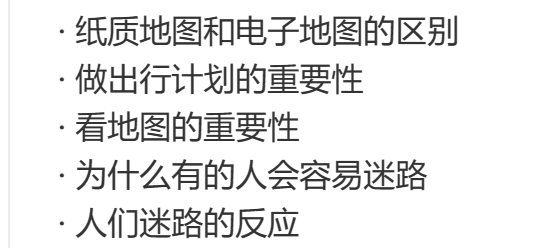 · 纸质地图和电子地图的区别
· 做出行计划的重要性
· 看地图的重要性
· 为什么有的人会容易迷路
· 人们迷路的反应